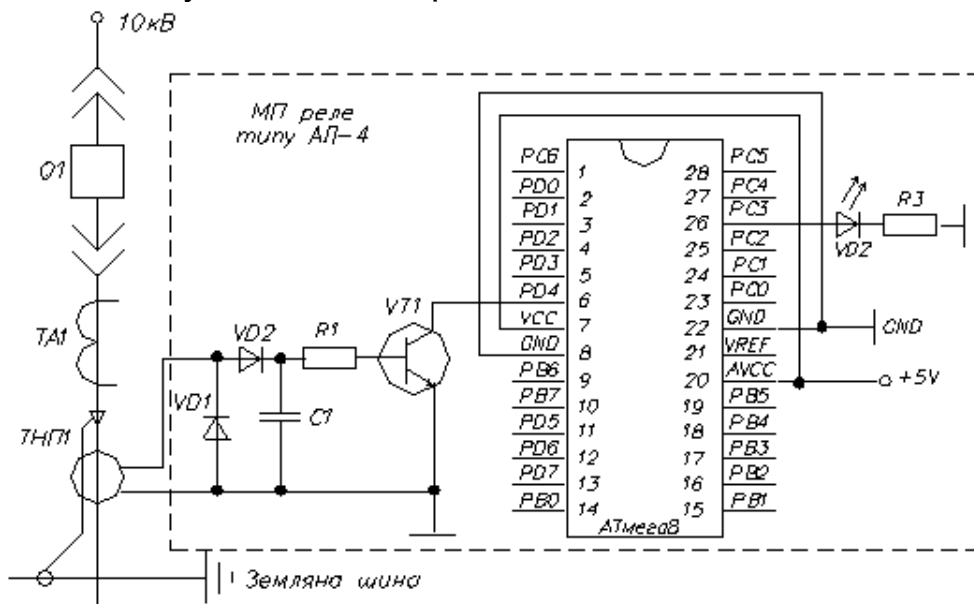 10кВ
МП реле
типу АЛ-4
Q1
TA1
ТНП1
VD2
R1
VT1
VD1
C1
PC6 1
PD0 2
PD1 3
PD2 4
PD3 5
PD4 6
VCC 7
GND 8
PB6 9
PB7 10
PD5 11
PD6 12
PD7 13
PB0 14
28 PC5
27 PC4
26 PC3
25 PC2
24 PC1
23 PC0
22 GND
21 VREF
20 AVCC
19 PB5
18 PB4
17 PB3
16 PB2
15 PB1
АТмега8
VD2
R3
GND
+5V
Земляна шина